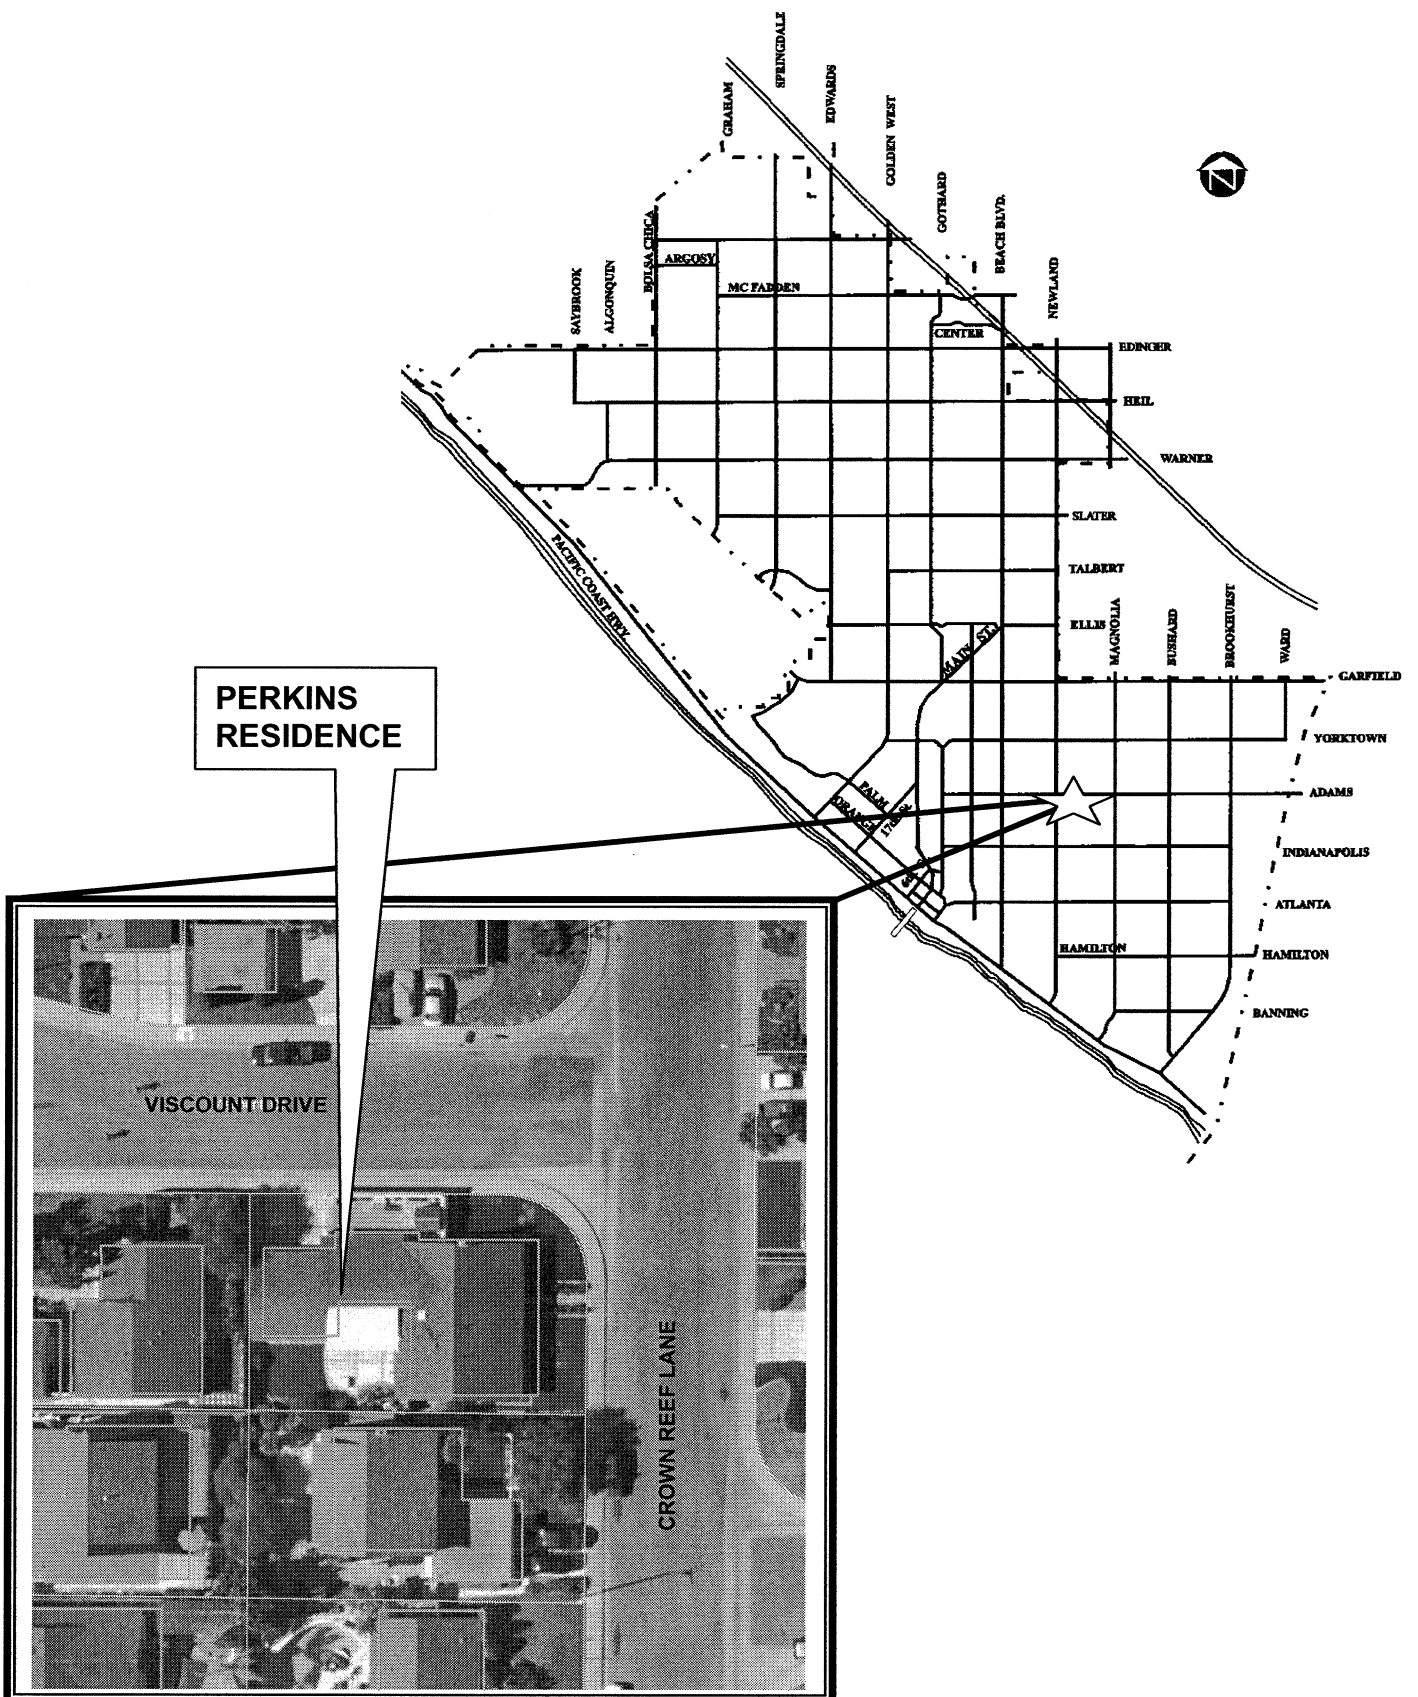 SPRINGDALE
GRAHAM
EDWARDS
GOLDEN WEST
GOTHARD
BEACH BLVD.
NEWLAND
BOLSA CHICA
SAYBROOK
ALGONQUIN
N
ARGOSY
MC FADDEN
CENTER
EDINGER
HEIL
WARNER
SLATER
TALBERT
ELLIS
MAIN ST.
PACIFIC COAST HWY.
MAGNOLIA
BUSHARD
BROOKHURST
WARD
GARFIELD
YORKTOWN
ADAMS
PALM
ORANGE
INDIANAPOLIS
ATLANTA
HAMILTON
HAMILTON
BANNING
PERKINS
RESIDENCE
VISCOUNT DRIVE
CROWN REEF LANE